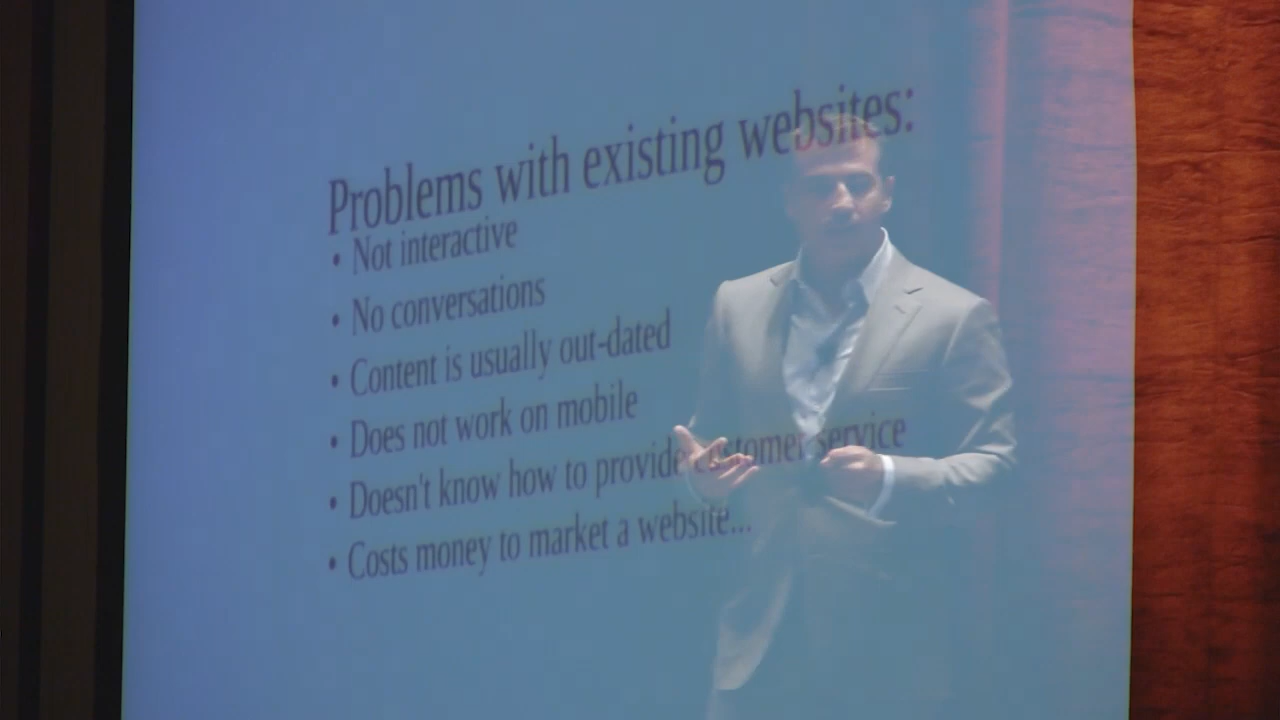 Problems with existing websites:
• Not interactive
• No conversations
• Content is usually out-dated
• Does not work on mobile
• Doesn't know how to provide customer service
• Costs money to market a website...